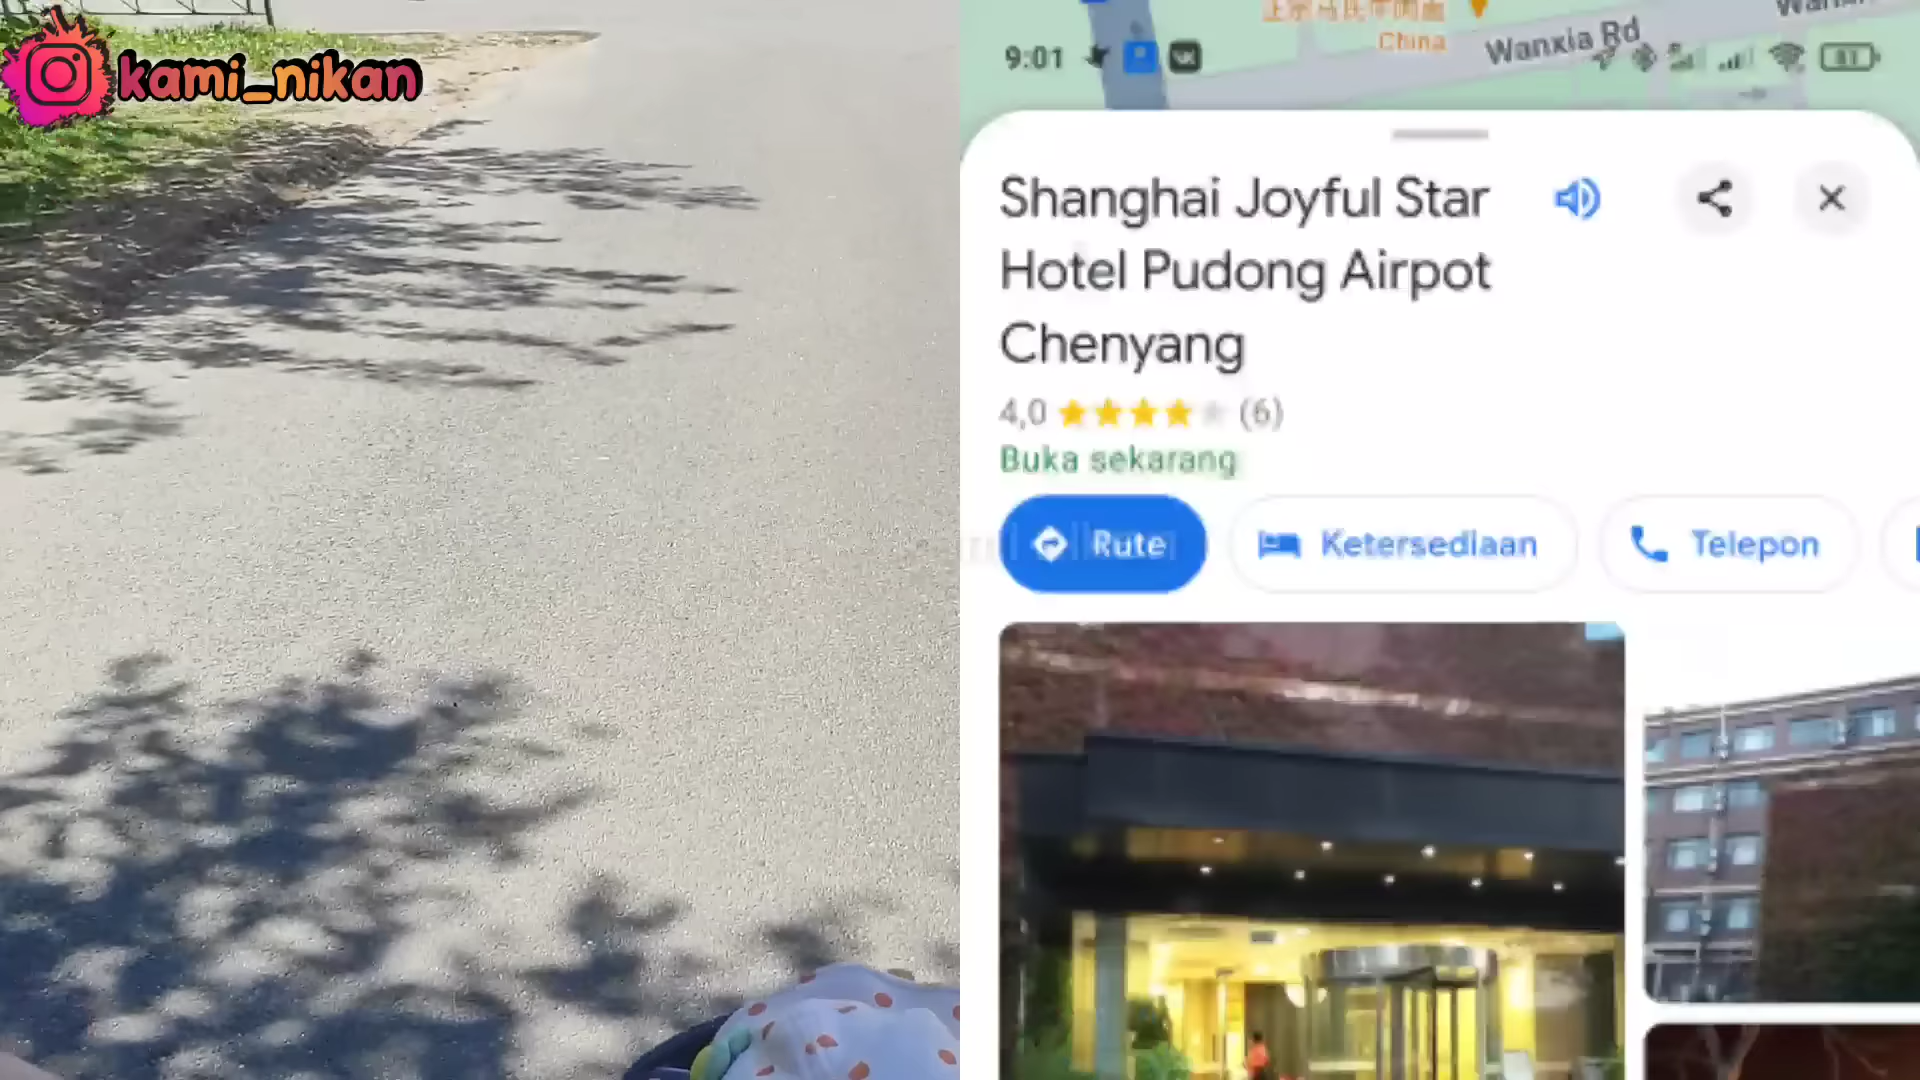 kami_nikan
China
Wanxia Rd
9:01
Shanghai Joyful Star
Hotel Pudong Airpot
Chenyang
4,0 (6)
Buka sekarang
Rute
Ketersediaan
Telepon